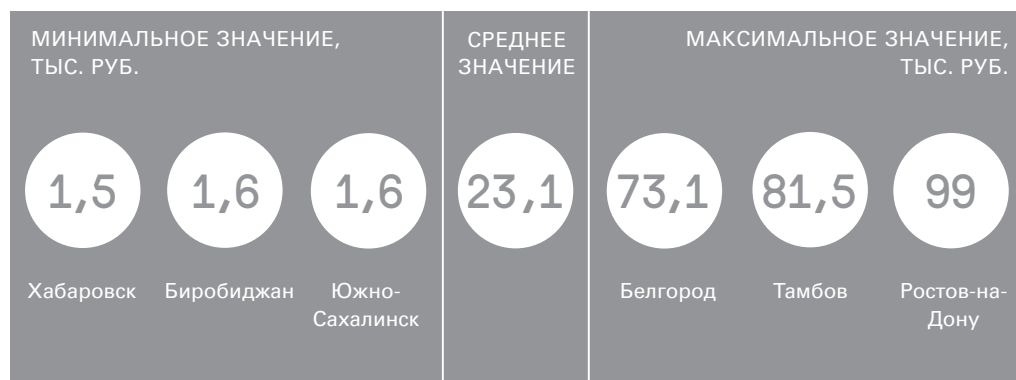 МИНИМАЛЬНОЕ ЗНАЧЕНИЕ,
ТЫС. РУБ.
СРЕДНЕЕ
ЗНАЧЕНИЕ
МАКСИМАЛЬНОЕ ЗНАЧЕНИЕ,
ТЫС. РУБ.
1,5
1,6
1,6
23,1
73,1
81,5
99
Хабаровск
Биробиджан
Южно-
Сахалинск
Белгород
Тамбов
Ростов-на-
Дону